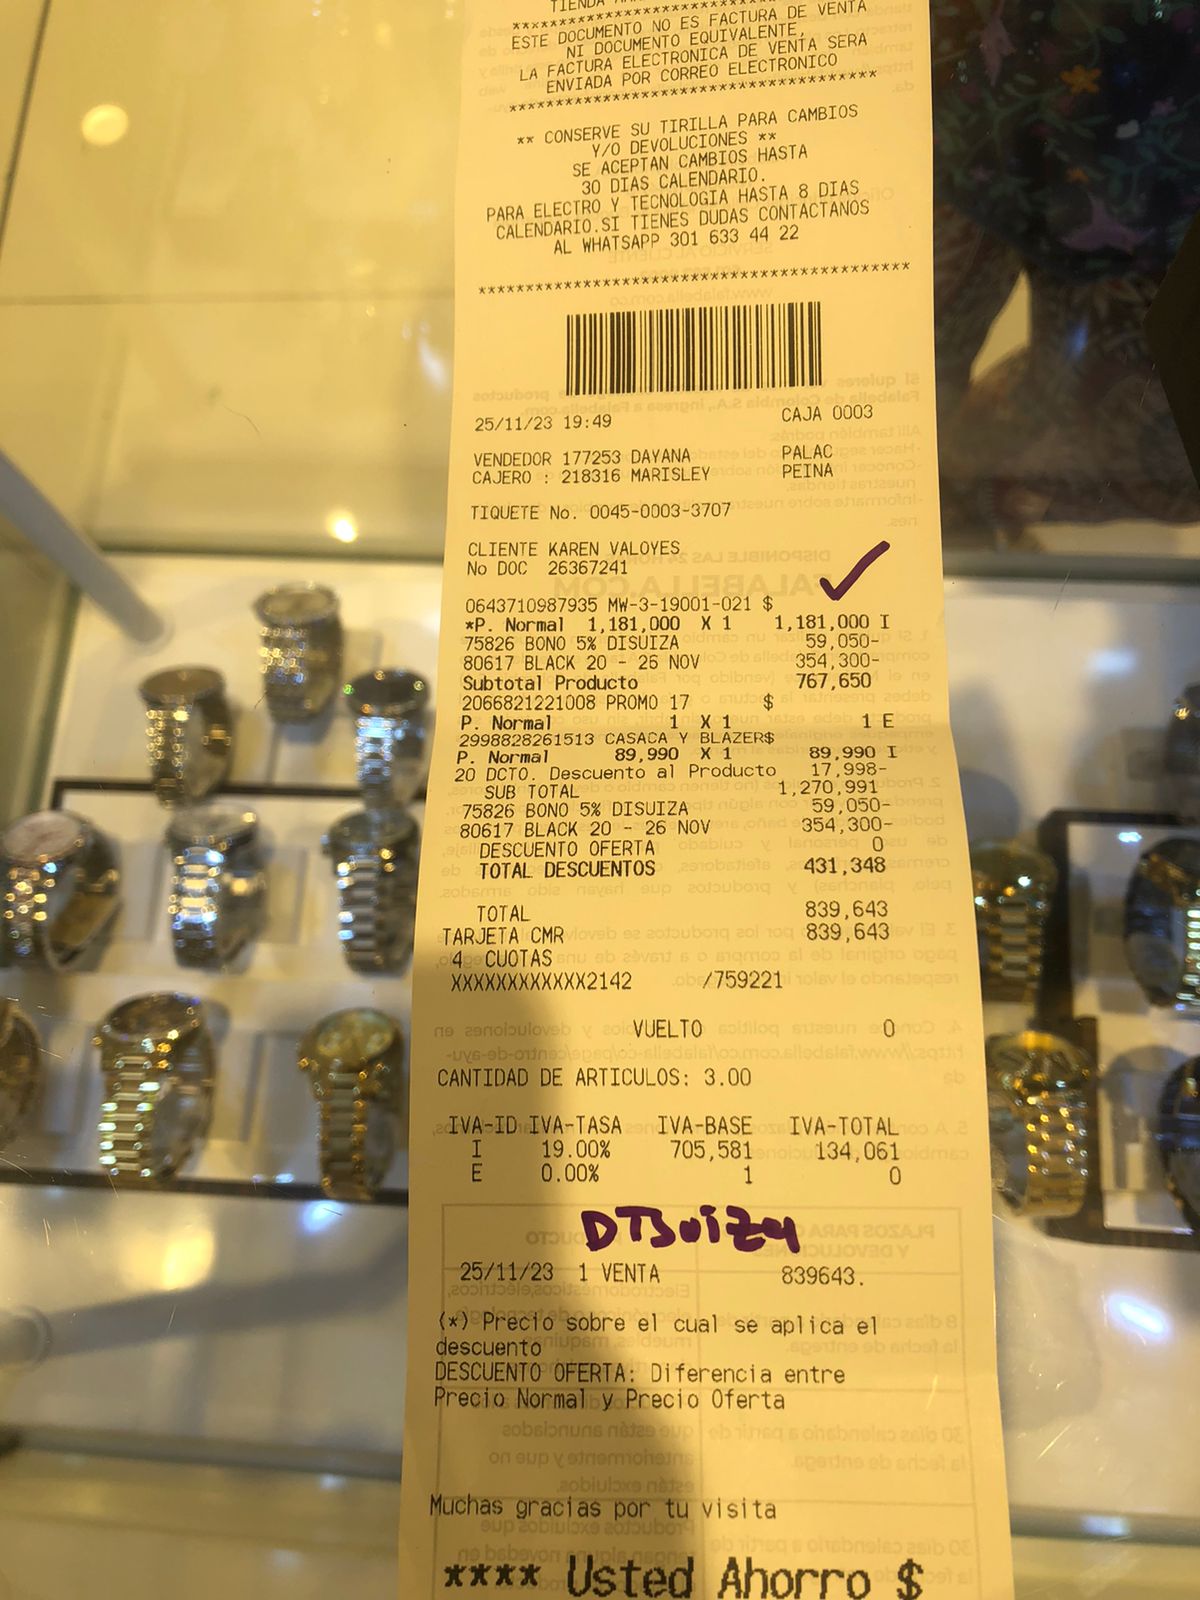 TIENDA
****************************************
ESTE DOCUMENTO NO ES FACTURA DE VENTA
NI DOCUMENTO EQUIVALENTE,
LA FACTURA ELECTRONICA DE VENTA SERA
ENVIADA POR CORREO ELECTRONICO
****************************************
** CONSERVE SU TIRILLA PARA CAMBIOS
Y/O DEVOLUCIONES **
SE ACEPTAN CAMBIOS HASTA
30 DIAS CALENDARIO.
PARA ELECTRO Y TECNOLOGIA HASTA 8 DIAS
CALENDARIO.SI TIENES DUDAS CONTACTANOS
AL WHATSAPP 301 633 44 22
****************************************
25/11/23 19:49 CAJA 0003
VENDEDOR 177253 DAYANA PALAC
CAJERO : 218316 MARISLEY PEINA
TIQUETE No. 0045-0003-3707
CLIENTE KAREN VALOYES
No DOC 26367241
0643710987935 MW-3-19001-021 $
*P. Normal 1,181,000 X 1 1,181,000 I
75826 BONO 5% DISUIZA 59,050-
80617 BLACK 20 - 26 NOV 354,300-
Subtotal Producto 767,650
2066821221008 PROMO 17 $
P. Normal 1 X 1 1 E
2998828261513 CASACA Y BLAZER$
P. Normal 89,990 X 1 89,990 I
20 DCTO. Descuento al Producto 17,998-
SUB TOTAL 1,270,991
75826 BONO 5% DISUIZA 59,050-
80617 BLACK 20 - 26 NOV 354,300-
DESCUENTO OFERTA 0
TOTAL DESCUENTOS 431,348
TOTAL 839,643
TARJETA CMR 839,643
4 CUOTAS
XXXXXXXXXXXX2142 /759221
VUELTO 0
CANTIDAD DE ARTICULOS: 3.00
IVA-ID IVA-TASA IVA-BASE IVA-TOTAL
I 19.00% 705,581 134,061
E 0.00% 1 0
25/11/23 1 VENTA 839643.
(*) Precio sobre el cual se aplica el
descuento
DESCUENTO OFERTA: Diferencia entre
Precio Normal y Precio Oferta
Muchas gracias por tu visita
**** Usted Ahorro $